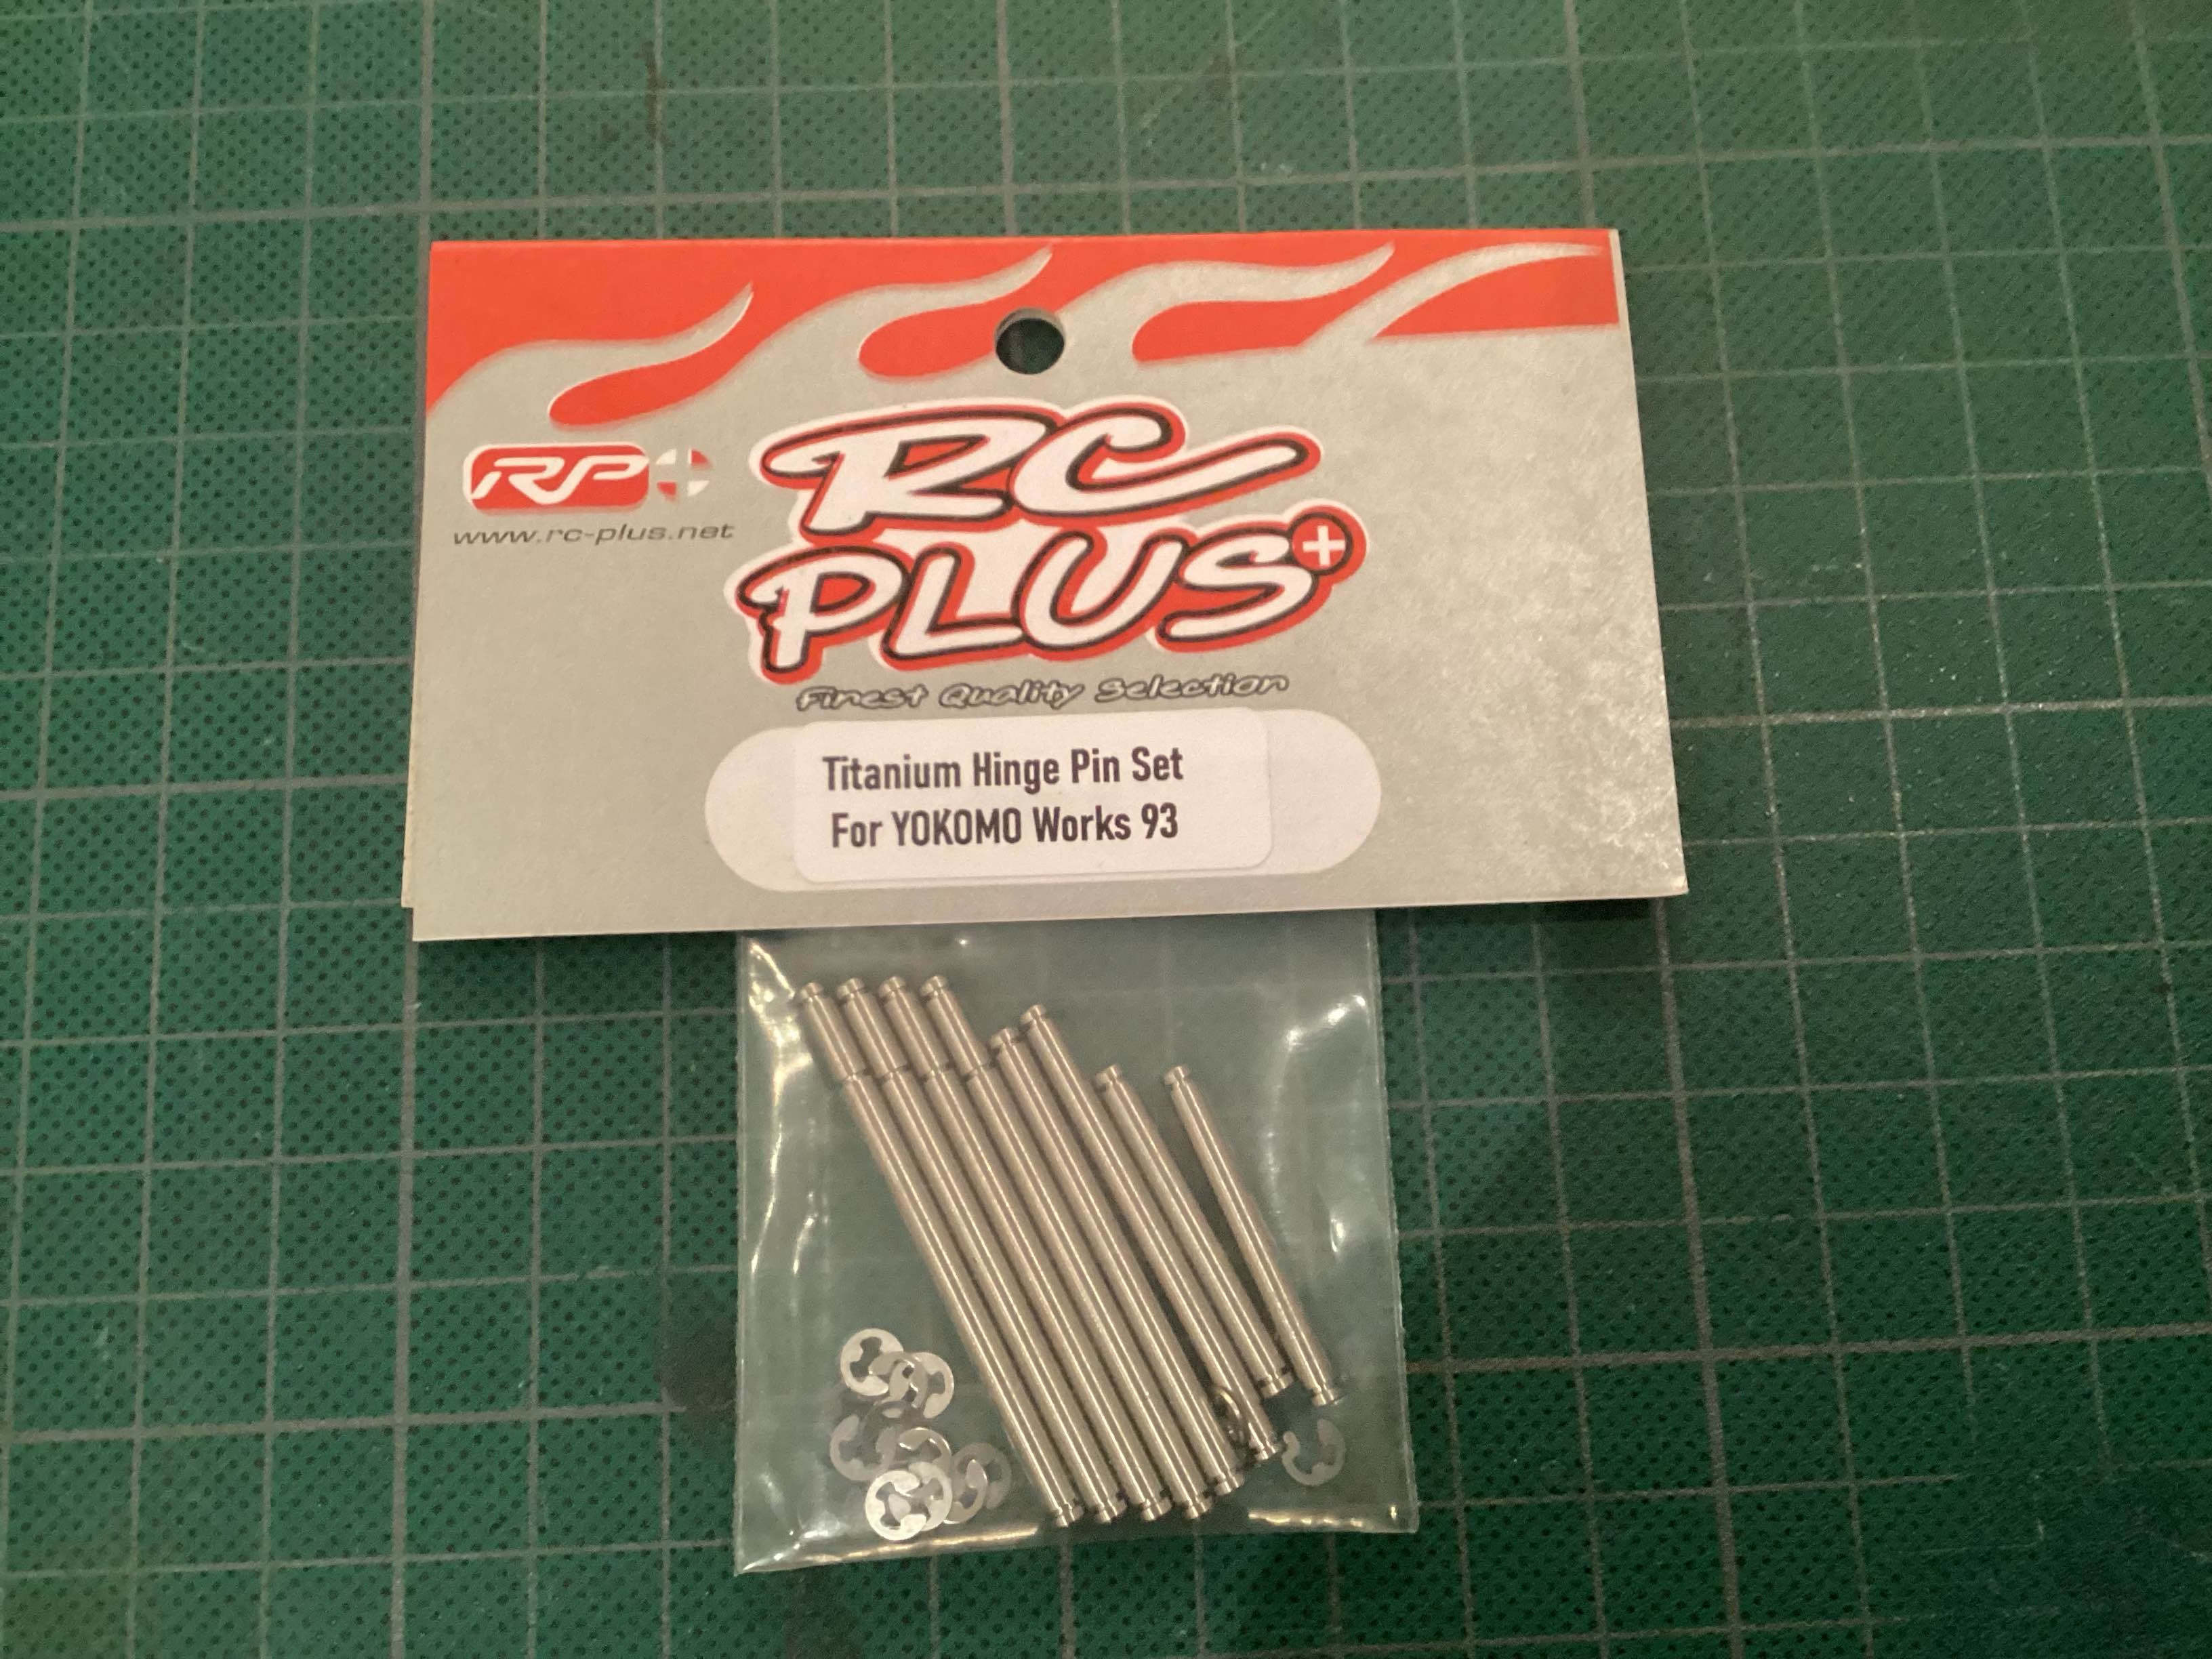 RP+
www.rc-plus.net
RC
PLUS+
Finest Quality Selection
Titanium Hinge Pin Set
For YOKOMO Works 93